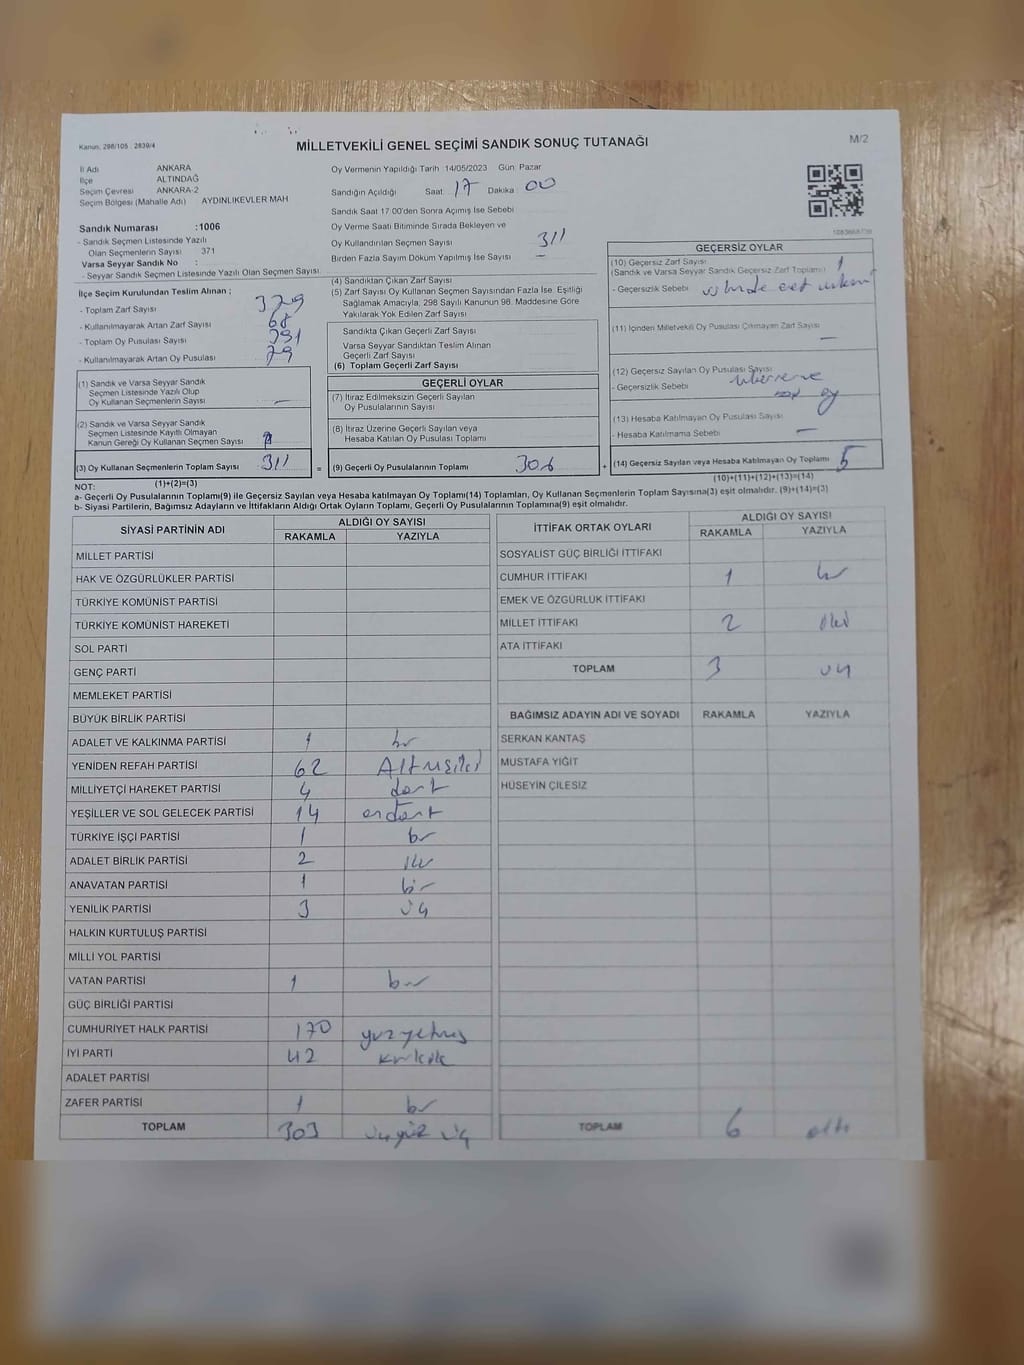 Kanun, 298/105 : 2839/4
MİLLETVEKİLİ GENEL SEÇİMİ SANDIK SONUÇ TUTANAĞI
M/2
İl Adı ANKARA
İlçe ALTINDAĞ
Seçim Çevresi ANKARA-2
Seçim Bölgesi (Mahalle Adı) AYDINLIKEVLER MAH
Sandık Numarası :1006
- Sandık Seçmen Listesinde Yazılı
Olan Seçmenlerin Sayısı 371
Varsa Seyyar Sandık No :
- Seyyar Sandık Seçmen Listesinde Yazılı Olan Seçmen Sayısı
Oy Vermenin Yapıldığı Tarih 14/05/2023 Gün Pazar
Sandığın Açıldığı Saat 17 Dakika 00
Sandık Saat 17 00'den Sonra Açımış İse Sebebi
Oy Verme Saati Bitiminde Sırada Bekleyen ve
Oy Kullandırılan Seçmen Sayısı 311
Birden Fazla Sayım Döküm Yapılmış İse Sayısı –
İlçe Seçim Kurulundan Teslim Alınan ;
- Toplam Zarf Sayısı 379
- Kullanılmayarak Artan Zarf Sayısı 68
- Toplam Oy Pusulası Sayısı
- Kullanılmayarak Artan Oy Pusulası 79
(1) Sandık ve Varsa Seyyar Sandık
Seçmen Listesinde Yazılı Olup
Oy Kullanan Seçmenlerin Sayısı –
(2) Sandık ve Varsa Seyyar Sandık
Seçmen Listesinde Kayıtlı Olmayan
Kanun Gereği Oy Kullanan Seçmen Sayısı
(3) Oy Kullanan Seçmenlerin Toplam Sayısı 311 =
(4) Sandıktan Çıkan Zarf Sayısı
(5) Zarf Sayısı Oy Kullanan Seçmen Sayısından Fazla İse, Eşitliği
Sağlamak Amacıyla, 298 Sayılı Kanunun 98. Maddesine Göre
Yakılarak Yok Edilen Zarf Sayısı
Sandıkta Çıkan Geçerli Zarf Sayısı
Varsa Seyyar Sandıktan Teslim Alınan
Geçerli Zarf Sayısı
(6) Toplam Geçerli Zarf Sayısı
GEÇERLİ OYLAR
(7) İtiraz Edilmeksizin Geçerli Sayılan
Oy Pusulalarının Sayısı
(8) İtiraz Üzerine Geçerli Sayılan veya
Hesaba Katılan Oy Pusulası Toplamı
(9) Geçerli Oy Pusulalarının Toplamı 306 +
GEÇERSİZ OYLAR
(10) Geçersiz Zarf Sayısı 1
(Sandık ve Varsa Seyyar Sandık Geçersiz Zarf Toplamı)
- Geçersizlik Sebebi
(11) İçinden Milletvekili Oy Pusulası Çıkmayan Zarf Sayısı –
(12) Geçersiz Sayılan Oy Pusulası Sayısı
- Geçersizlik Sebebi
oy
(13) Hesaba Katılmayan Oy Pusulası Sayısı
- Hesaba Katılmama Sebebi –
(14) Geçersiz Sayılan veya Hesaba Katılmayan Oy Toplamı 5
(10)+(11)+(12)+(13)=(14)
NOT: (1)+(2)=(3)
a- Geçerli Oy Pusulalarının Toplamı(9) ile Geçersiz Sayılan veya Hesaba katılmayan Oy Toplamı(14) Toplamları, Oy Kullanan Seçmenlerin Toplam Sayısına(3) eşit olmalıdır. (9)+(14)=(3)
b- Siyasi Partilerin, Bağımsız Adayların ve İttifakların Aldığı Ortak Oyların Toplamı, Geçerli Oy Pusulalarının Toplamına(9) eşit olmalıdır.
SİYASİ PARTİNİN ADI ALDIĞI OY SAYISI
RAKAMLA YAZIYLA
MİLLET PARTİSİ
HAK VE ÖZGÜRLÜKLER PARTİSİ
TÜRKİYE KOMÜNİST PARTİSİ
TÜRKİYE KOMÜNİST HAREKETİ
SOL PARTİ
GENÇ PARTİ
MEMLEKET PARTİSİ
BÜYÜK BİRLİK PARTİSİ
ADALET VE KALKINMA PARTİSİ 1 bir
YENİDEN REFAH PARTİSİ 62 Altmışiki
MİLLİYETÇİ HAREKET PARTİSİ 4 dört
YEŞİLLER VE SOL GELECEK PARTİSİ 14 ondört
TÜRKİYE İŞÇİ PARTİSİ 1 bir
ADALET BİRLİK PARTİSİ 2 iki
ANAVATAN PARTİSİ 1 bir
YENİLİK PARTİSİ 3 üç
HALKIN KURTULUŞ PARTİSİ
MİLLİ YOL PARTİSİ
VATAN PARTİSİ 1 bir
GÜÇ BİRLİĞİ PARTİSİ
CUMHURİYET HALK PARTİSİ 170 yüzyetmiş
İYİ PARTİ 42 kırkiki
ADALET PARTİSİ
ZAFER PARTİSİ 1 bir
TOPLAM 303 üçyüz üç
İTTİFAK ORTAK OYLARI ALDIĞI OY SAYISI
RAKAMLA YAZIYLA
SOSYALİST GÜÇ BİRLİĞİ İTTİFAKI
CUMHUR İTTİFAKI 1 bir
EMEK VE ÖZGÜRLÜK İTTİFAKI
MİLLET İTTİFAKI 2 iki
ATA İTTİFAKI
TOPLAM 3 üç
BAĞIMSIZ ADAYIN ADI VE SOYADI RAKAMLA YAZIYLA
SERKAN KANTAŞ
MUSTAFA YİĞİT
HÜSEYİN ÇİLESİZ
TOPLAM 6 altı